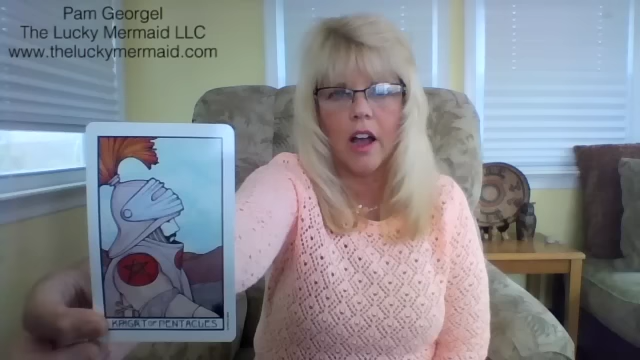 Pam Georgel
The Lucky Mermaid LLC
www.theluckymermaid.com
KNIGHT OF PENTACLES